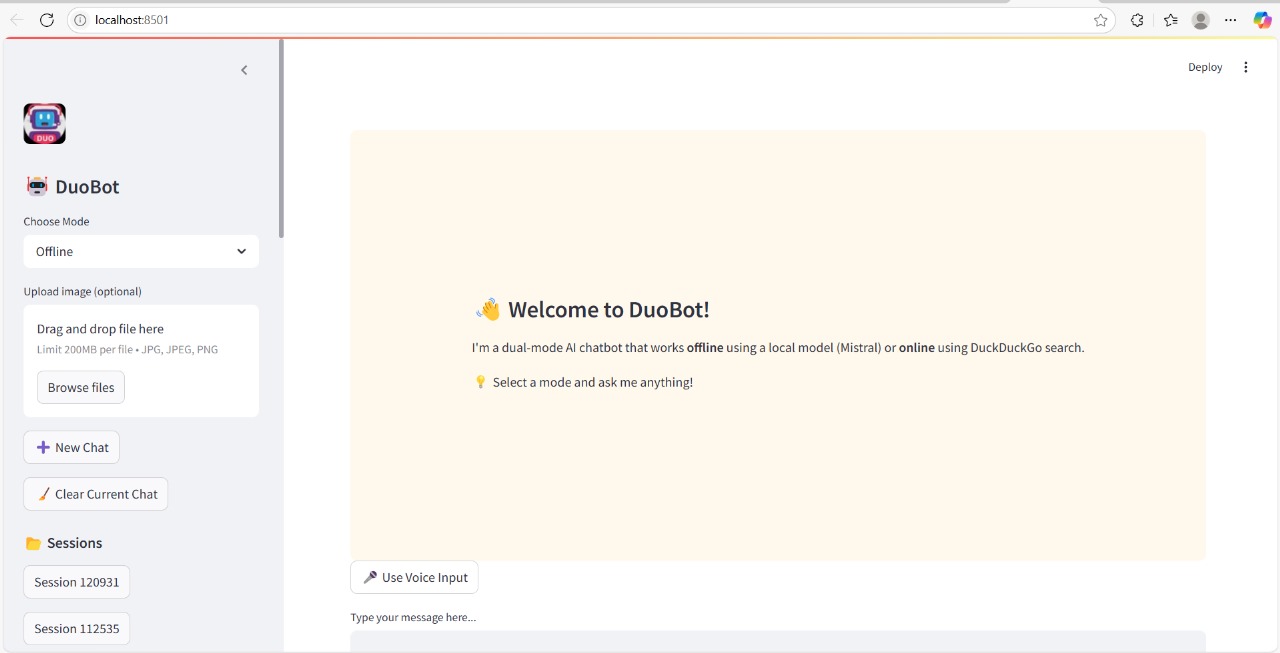 localhost:8501
Deploy
DUO
DuoBot
Choose Mode
Offline
Upload image (optional)
Drag and drop file here
Limit 200MB per file • JPG, JPEG, PNG
Browse files
New Chat
Clear Current Chat
Sessions
Session 120931
Session 112535
Welcome to DuoBot!
I'm a dual-mode AI chatbot that works offline using a local model (Mistral) or online using DuckDuckGo search.
Select a mode and ask me anything!
Use Voice Input
Type your message here...